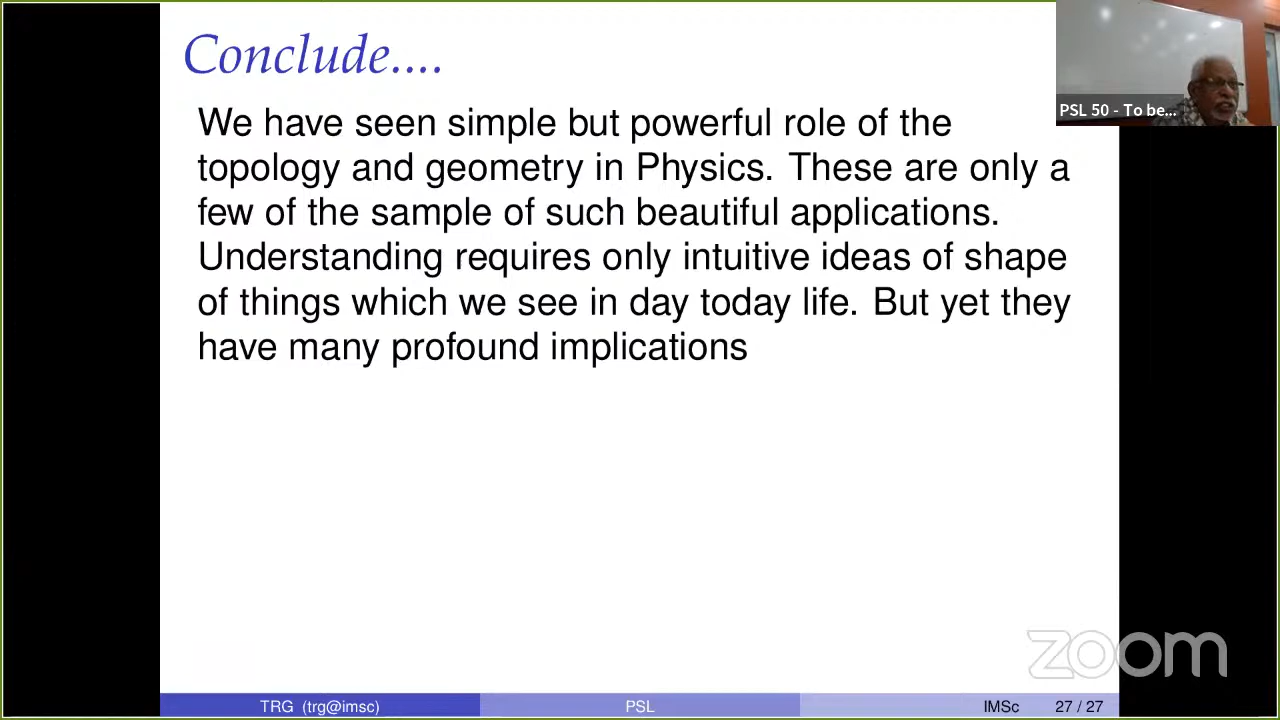 Conclude....
We have seen simple but powerful role of the
topology and geometry in Physics. These are only a
few of the sample of such beautiful applications.
Understanding requires only intuitive ideas of shape
of things which we see in day today life. But yet they
have many profound implications
PSL 50 - To be...
zoom
TRG (trg@imsc) PSL IMSc 27 / 27